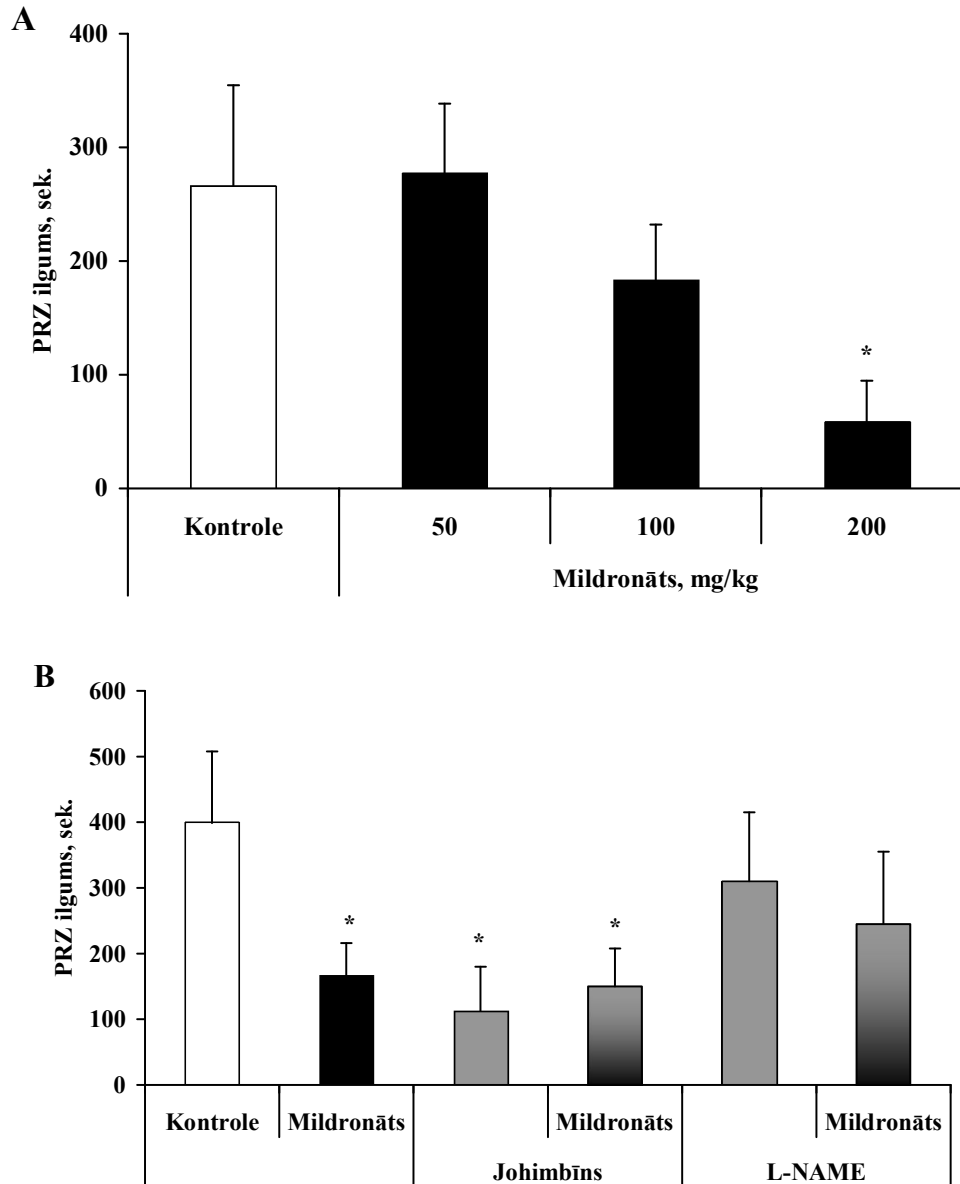 A
400
300
200
100
0
PRZ ilgums, sek.
*
Kontrole 50 100 200
Mildronāts, mg/kg
B
600
500
400
300
200
100
0
PRZ ilgums, sek.
* * *
Kontrole Mildronāts Mildronāts Mildronāts
Johimbīns L-NAME